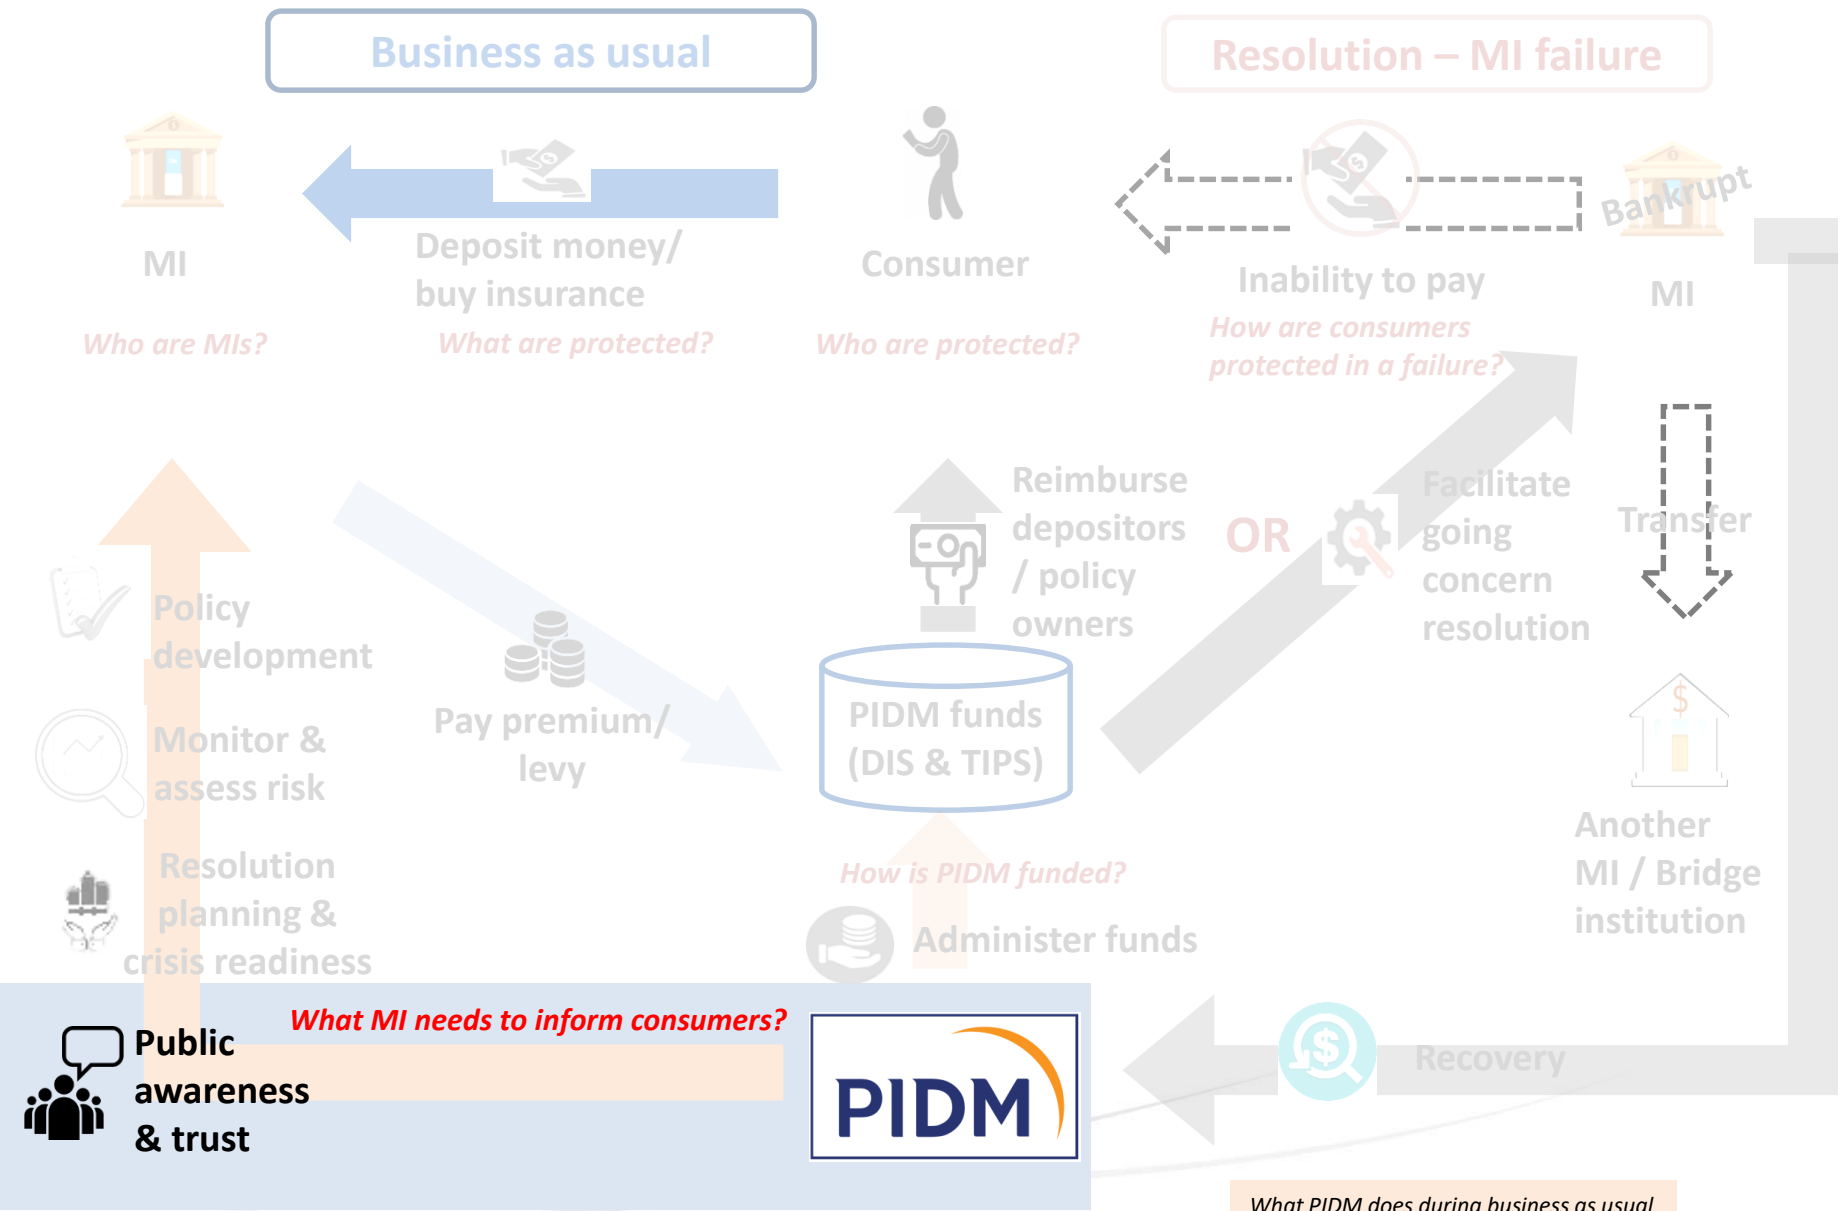 Business as usual
Resolution – MI failure
Bankrupt
MI
Deposit money/
buy insurance
Consumer
Inability to pay
MI
Who are MIs?
What are protected?
Who are protected?
How are consumers
protected in a failure?
Reimburse
depositors
/ policy
owners
OR
Facilitate
going
concern
resolution
Transfer
Policy
development
Monitor &
assess risk
Resolution
planning &
crisis readiness
Pay premium/
levy
PIDM funds
(DIS & TIPS)
How is PIDM funded?
Administer funds
Another
MI / Bridge
institution
What MI needs to inform consumers?
Public
awareness
& trust
PIDM
Recovery
What PIDM does during business as usual